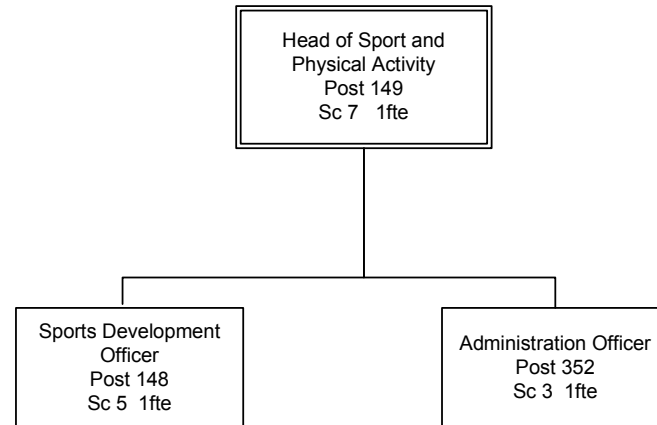 Head of Sport and
Physical Activity
Post 149
Sc 7   1fte
Sports Development
Officer
Post 148
Sc 5  1fte
Administration Officer
Post 352
Sc 3  1fte